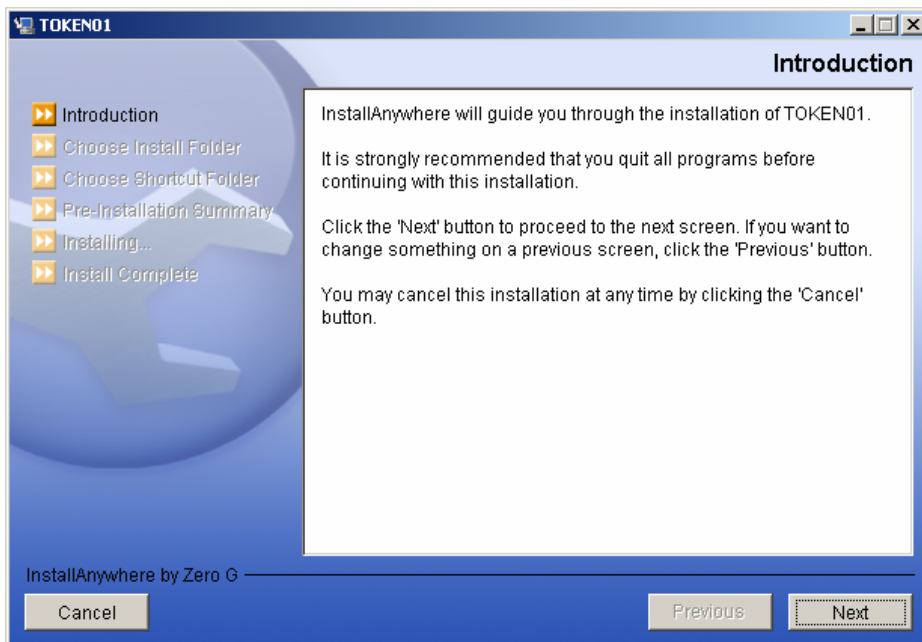 TOKEN01
Introduction
Introduction
Choose Install Folder
Choose Shortcut Folder
Pre-Installation Summary
Installing...
Install Complete
InstallAnywhere will guide you through the installation of TOKEN01.
It is strongly recommended that you quit all programs before
continuing with this installation.
Click the 'Next' button to proceed to the next screen. If you want to
change something on a previous screen, click the 'Previous' button.
You may cancel this installation at any time by clicking the 'Cancel'
button.
InstallAnywhere by Zero G
Cancel
Previous
Next